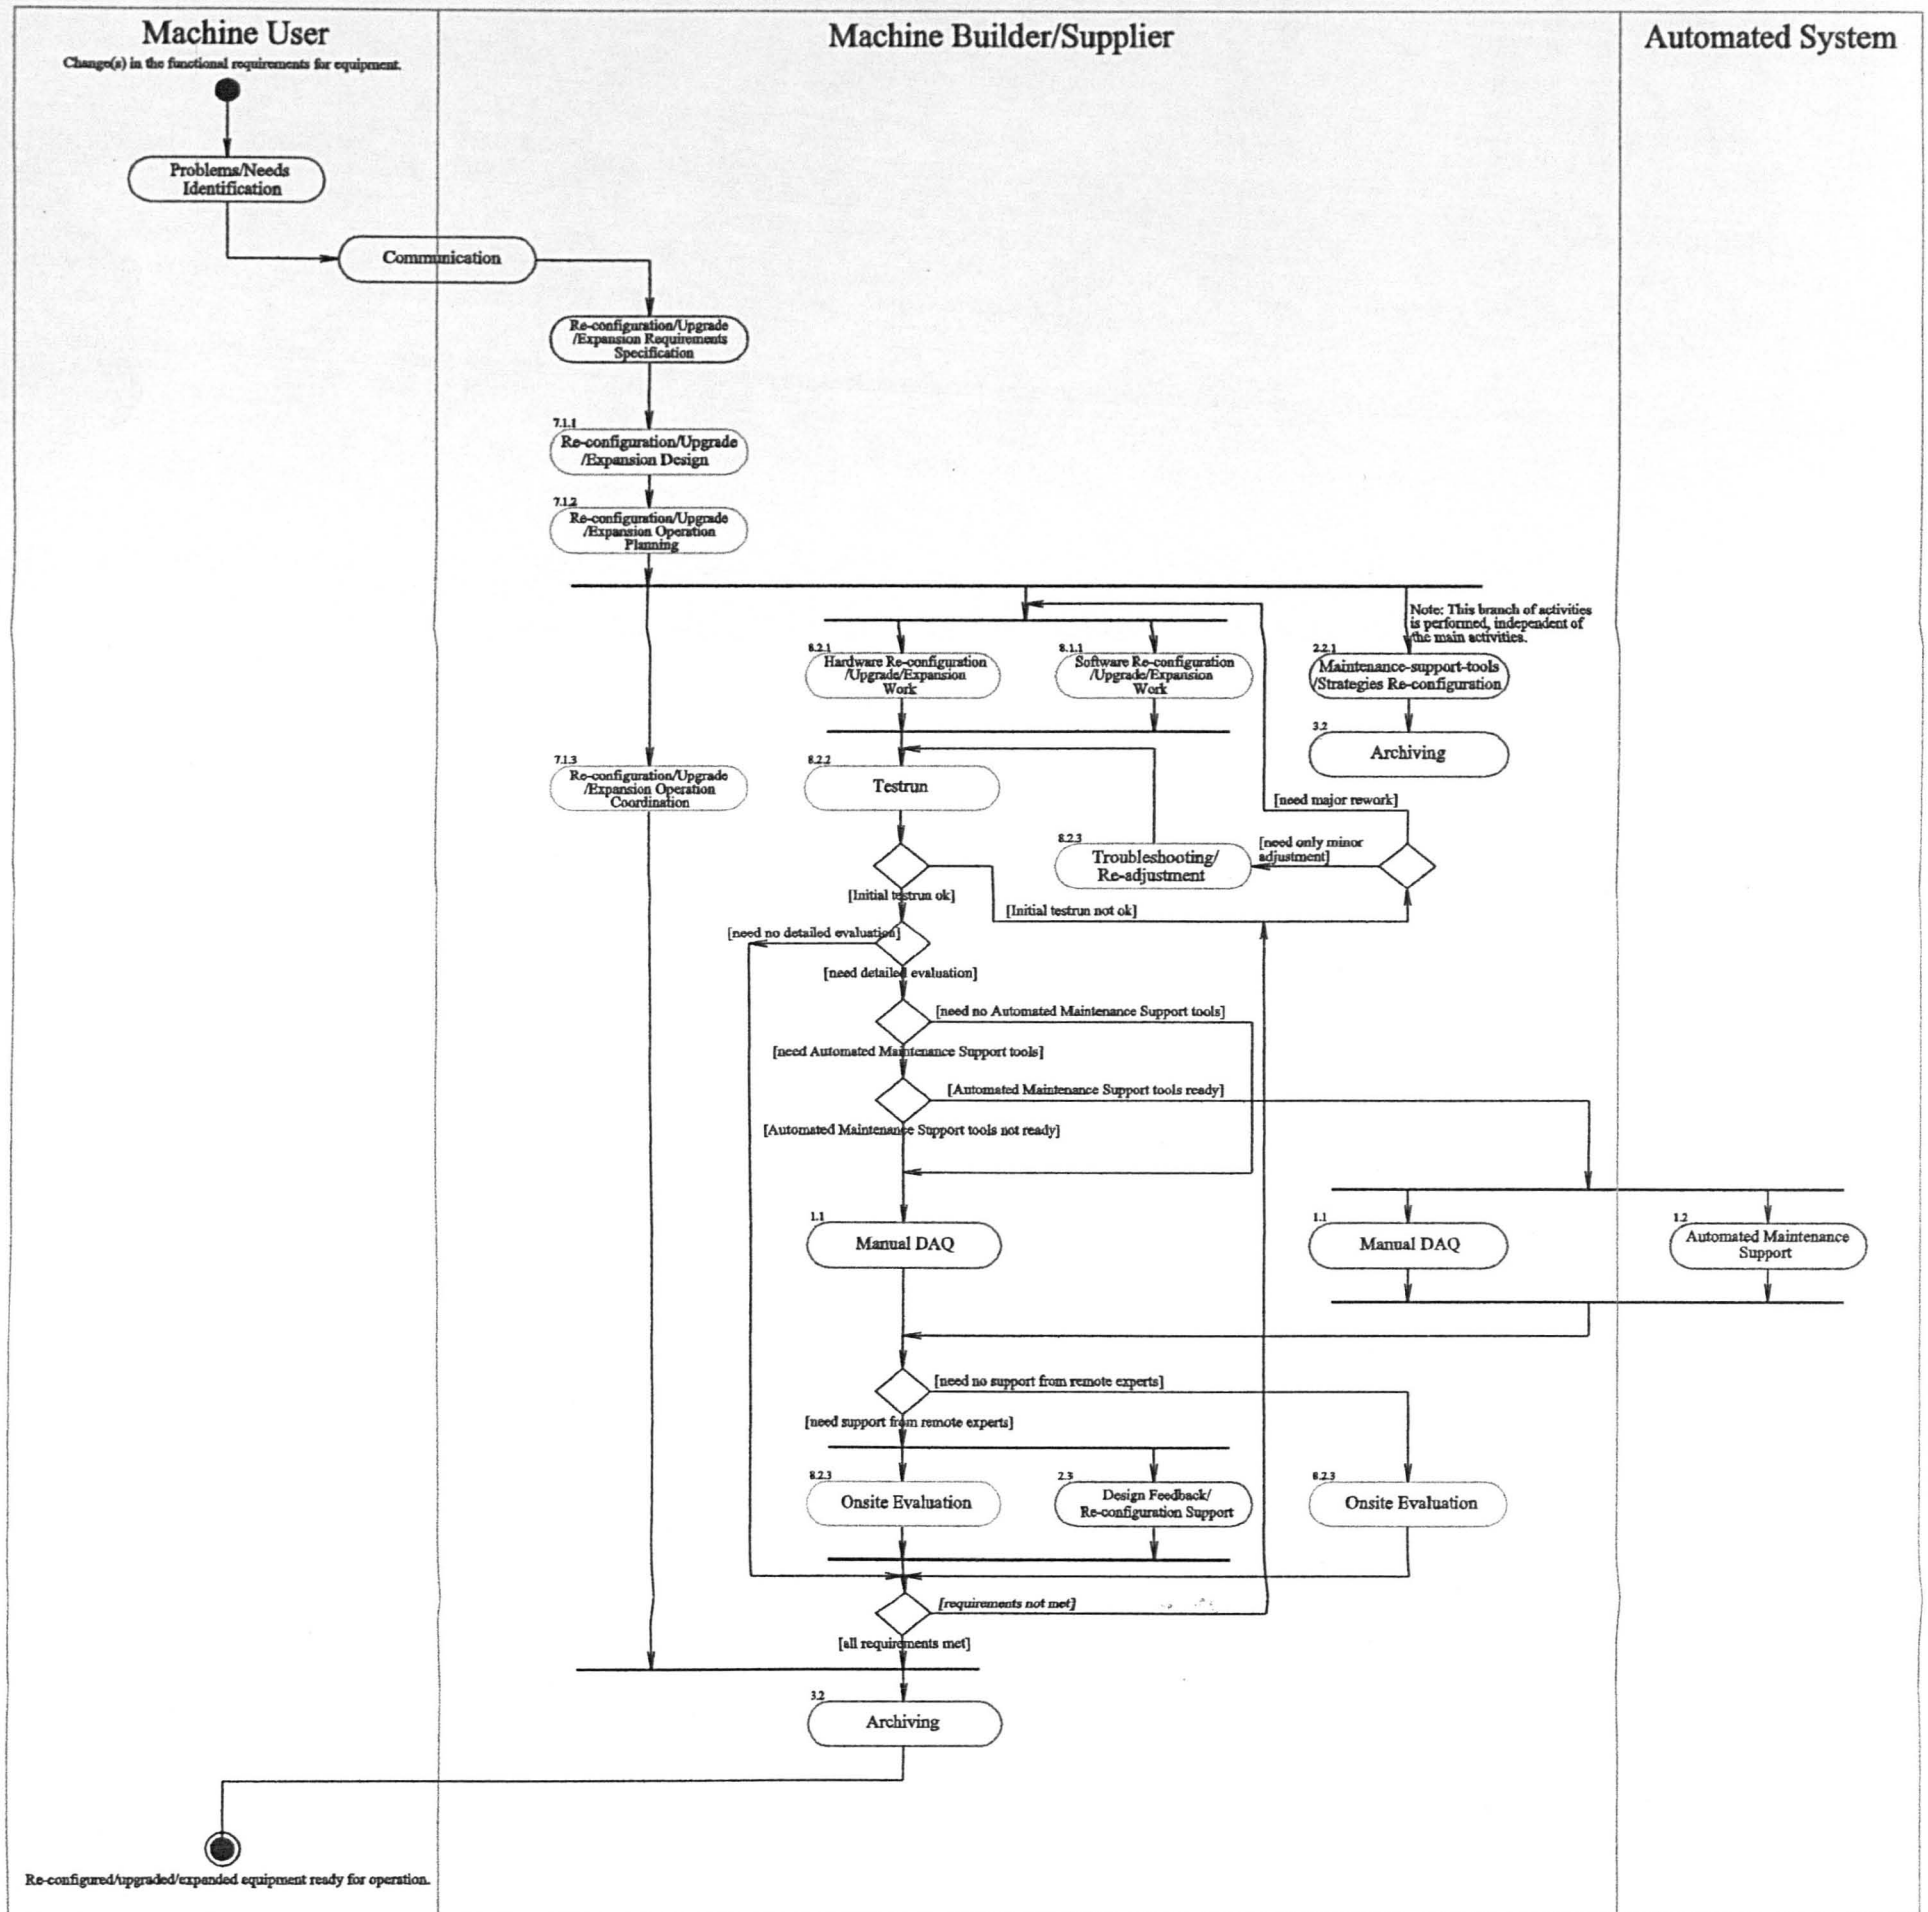 Machine User
Machine Builder/Supplier
Automated System
Change(s) in the functional requirements for equipment.
Problems/Needs
Identification
Communication
Re-configuration/Upgrade
/Expansion Requirements
Specification
7.1.1
Re-configuration/Upgrade
/Expansion Design
7.1.2
Re-configuration/Upgrade
/Expansion Operation
Planning
Note: This branch of activities
is performed, independent of
the main activities.
8.2.1
Hardware Re-configuration
/Upgrade/Expansion
Work
8.1.1
Software Re-configuration
/Upgrade/Expansion
Work
2.2.1
Maintenance-support-tools
/Strategies Re-configuration
3.2
Archiving
7.1.3
Re-configuration/Upgrade
/Expansion Operation
Coordination
8.2.2
Testrun
[need major rework]
8.2.3
Troubleshooting/
Re-adjustment
[need only minor
adjustment]
[Initial testrun ok]
[Initial testrun not ok]
[need no detailed evaluation]
[need detailed evaluation]
[need no Automated Maintenance Support tools]
[need Automated Maintenance Support tools]
[Automated Maintenance Support tools ready]
[Automated Maintenance Support tools not ready]
1.1
Manual DAQ
1.1
Manual DAQ
1.2
Automated Maintenance
Support
[need no support from remote experts]
[need support from remote experts]
8.2.3
Onsite Evaluation
2.3
Design Feedback/
Re-configuration Support
8.2.3
Onsite Evaluation
[requirements not met]
[all requirements met]
3.2
Archiving
Re-configured/upgraded/expanded equipment ready for operation.